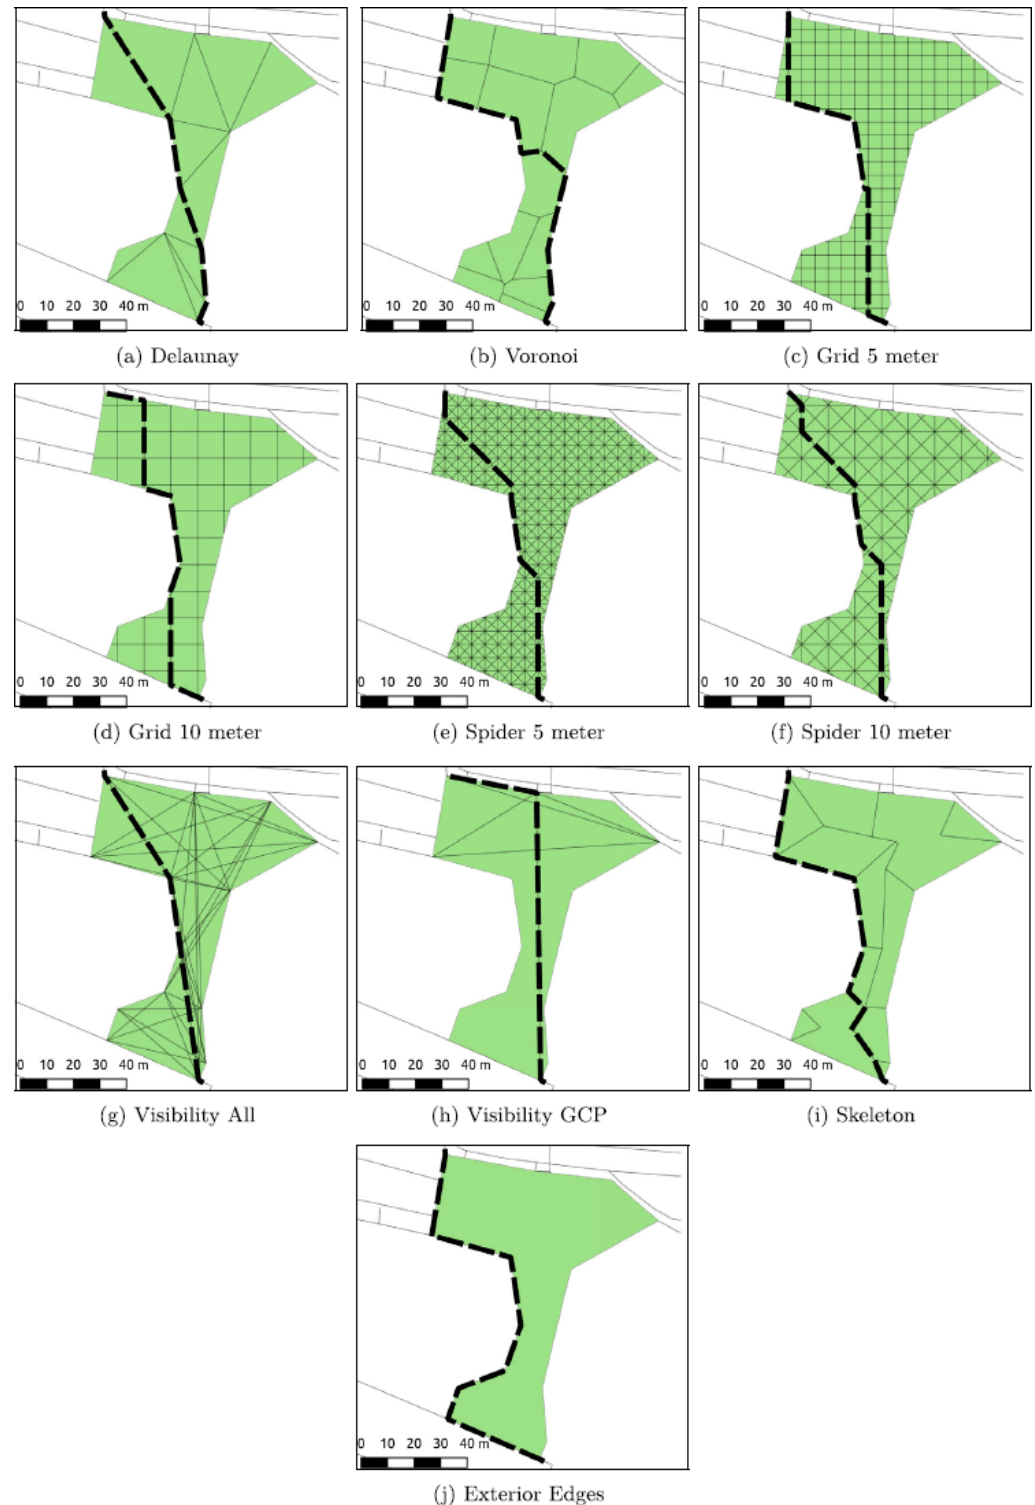 0 10 20 30 40 m
0 10 20 30 40 m
0 10 20 30 40 m
(a) Delaunay
(b) Voronoi
(c) Grid 5 meter
0 10 20 30 40 m
0 10 20 30 40 m
0 10 20 30 40 m
(d) Grid 10 meter
(e) Spider 5 meter
(f) Spider 10 meter
0 10 20 30 40 m
0 10 20 30 40 m
0 10 20 30 40 m
(g) Visibility All
(h) Visibility GCP
(i) Skeleton
0 10 20 30 40 m
(j) Exterior Edges